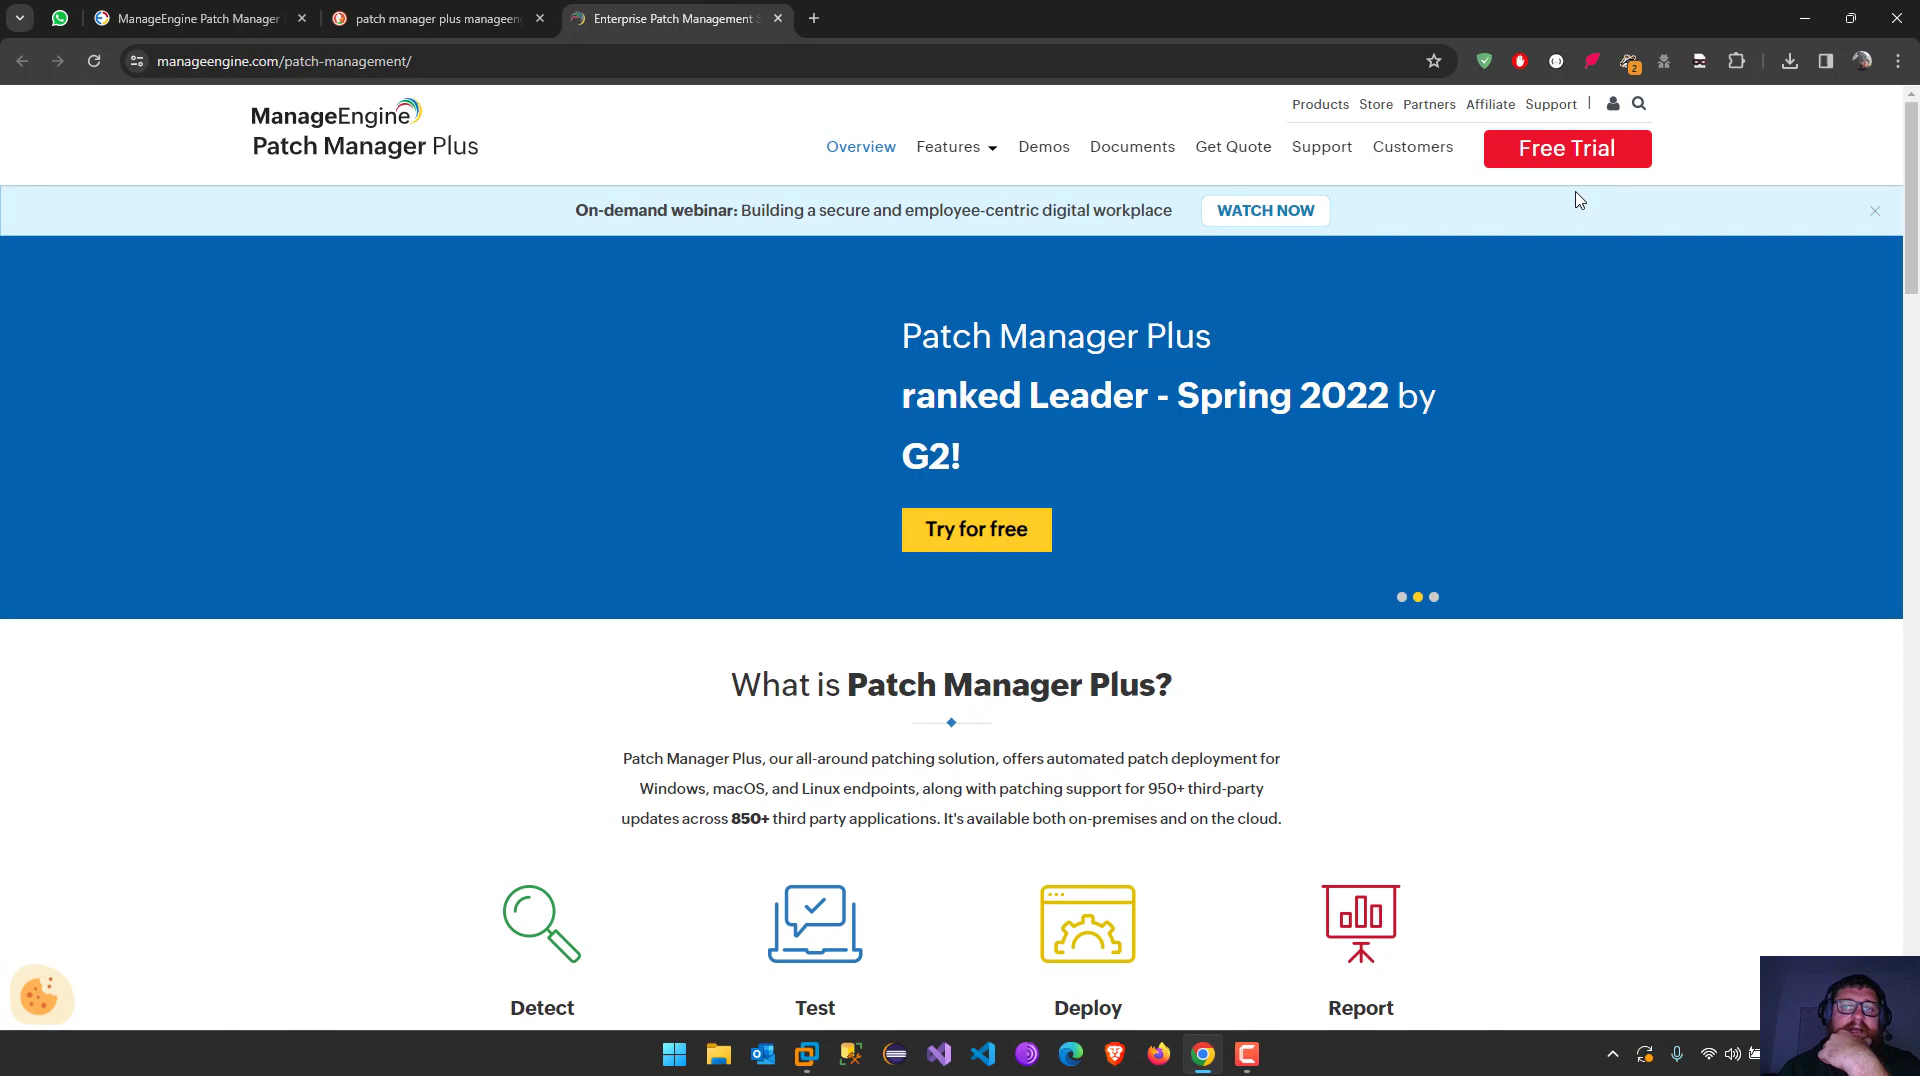 ManageEngine Patch Manager
patch manager plus manageen
Enterprise Patch Management S
manageengine.com/patch-management/
2
ManageEngine
Patch Manager Plus
Products Store Partners Affiliate Support
Overview Features Demos Documents Get Quote Support Customers Free Trial
On-demand webinar: Building a secure and employee-centric digital workplace WATCH NOW
Patch Manager Plus
ranked Leader - Spring 2022 by
G2!
Try for free
What is Patch Manager Plus?
Patch Manager Plus, our all-around patching solution, offers automated patch deployment for
Windows, macOS, and Linux endpoints, along with patching support for 950+ third-party
updates across 850+ third party applications. It's available both on-premises and on the cloud.
Detect Test Deploy Report